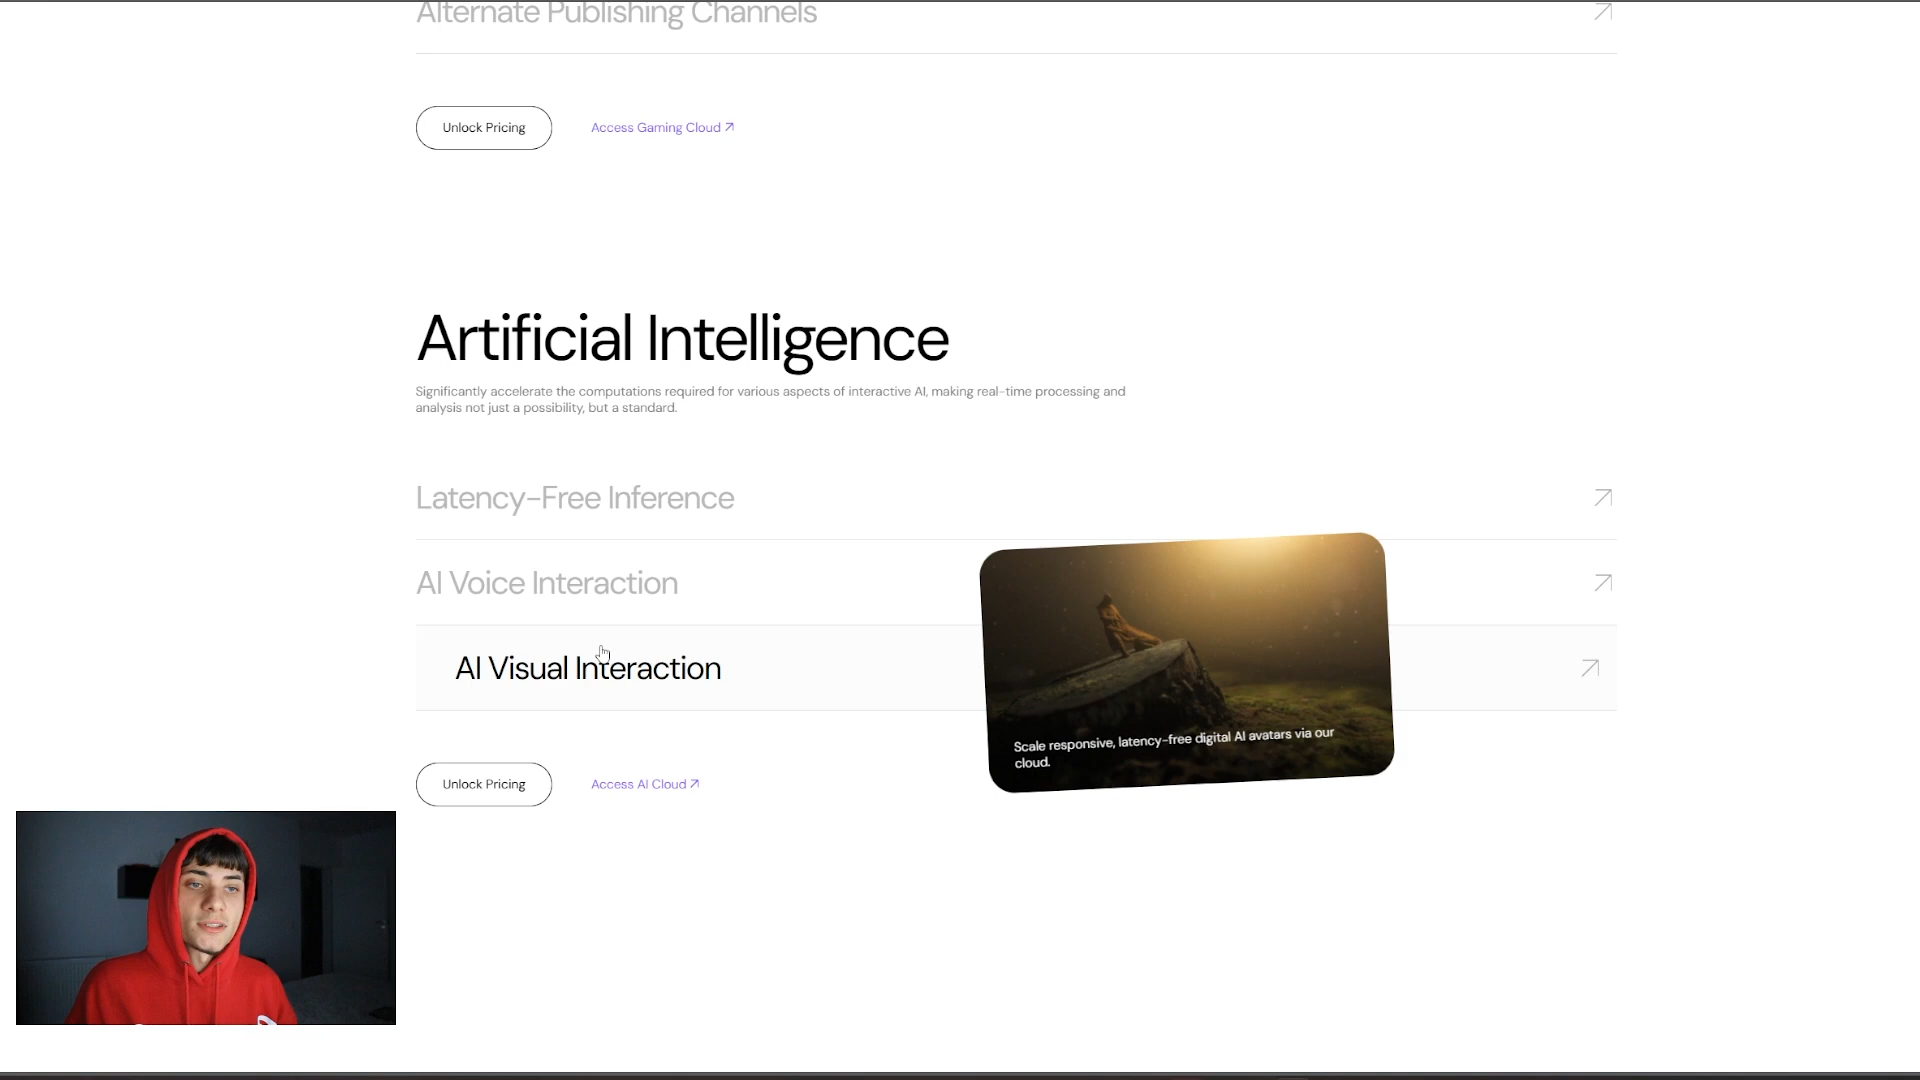 Alternate Publishing Channels
Unlock Pricing
Access Gaming Cloud
Artificial Intelligence
Significantly accelerate the computations required for various aspects of interactive AI, making real-time processing and
analysis not just a possibility, but a standard.
Latency-Free Inference
AI Voice Interaction
AI Visual Interaction
Scale responsive, latency-free digital AI avatars via our
cloud.
Unlock Pricing
Access AI Cloud